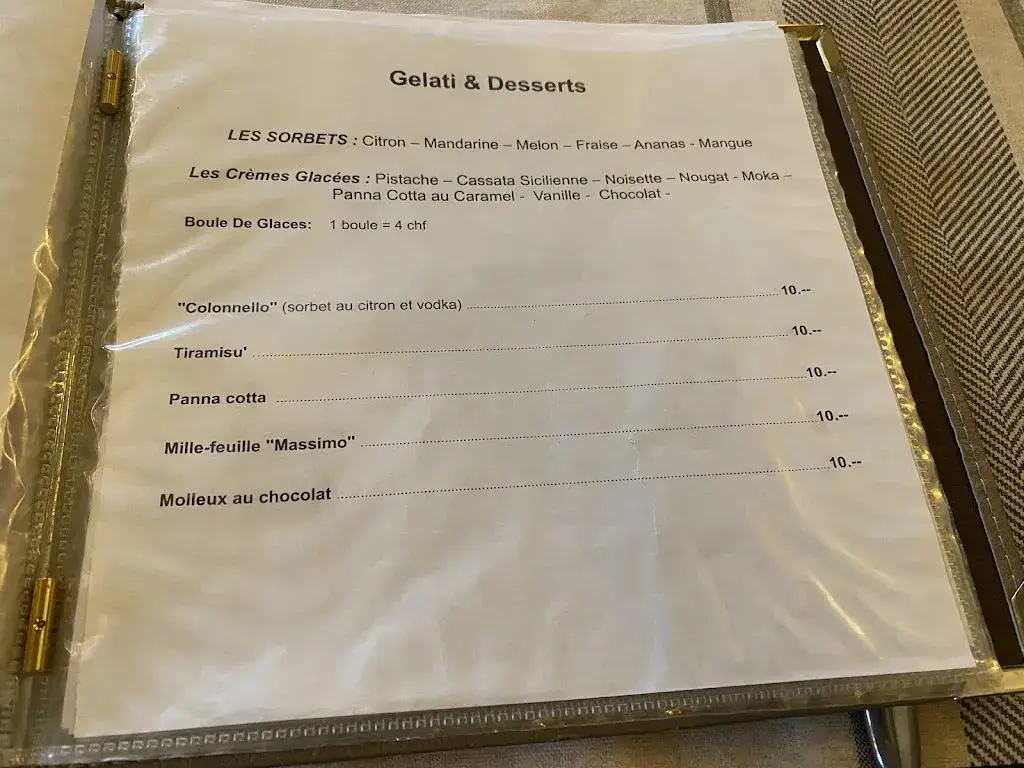 Gelati & Desserts
LES SORBETS : Citron – Mandarine – Melon – Fraise – Ananas - Mangue
Les Crèmes Glacées : Pistache – Cassata Sicilienne – Noisette – Nougat - Moka –
Panna Cotta au Caramel - Vanille - Chocolat -
Boule De Glaces: 1 boule = 4 chf
"Colonnello" (sorbet au citron et vodka) ........ 10.--
Tiramisu' ........ 10.--
Panna cotta ........ 10.--
Mille-feuille "Massimo" ........ 10.--
Molleux au chocolat ........ 10.--